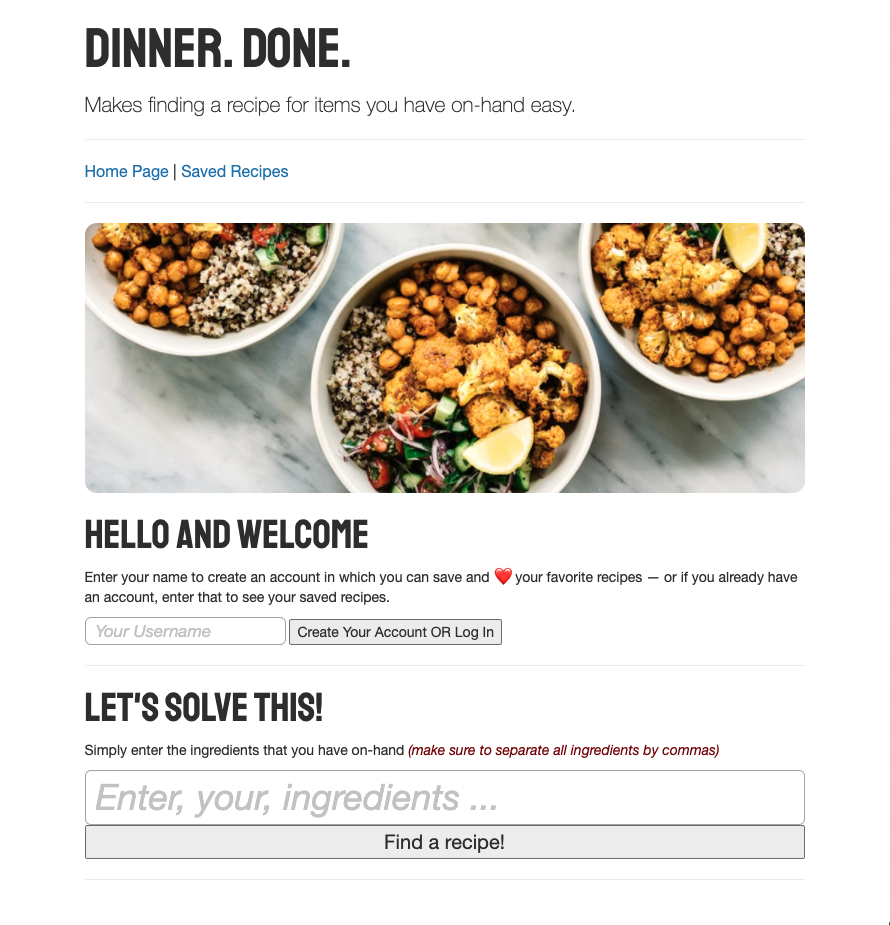 DINNER. DONE.
Makes finding a recipe for items you have on-hand easy.
Home Page | Saved Recipes
HELLO AND WELCOME
Enter your name to create an account in which you can save and ❤️ your favorite recipes — or if you already have
an account, enter that to see your saved recipes.
Your Username Create Your Account OR Log In
LET'S SOLVE THIS!
Simply enter the ingredients that you have on-hand (make sure to separate all ingredients by commas)
Enter, your, ingredients ...
Find a recipe!